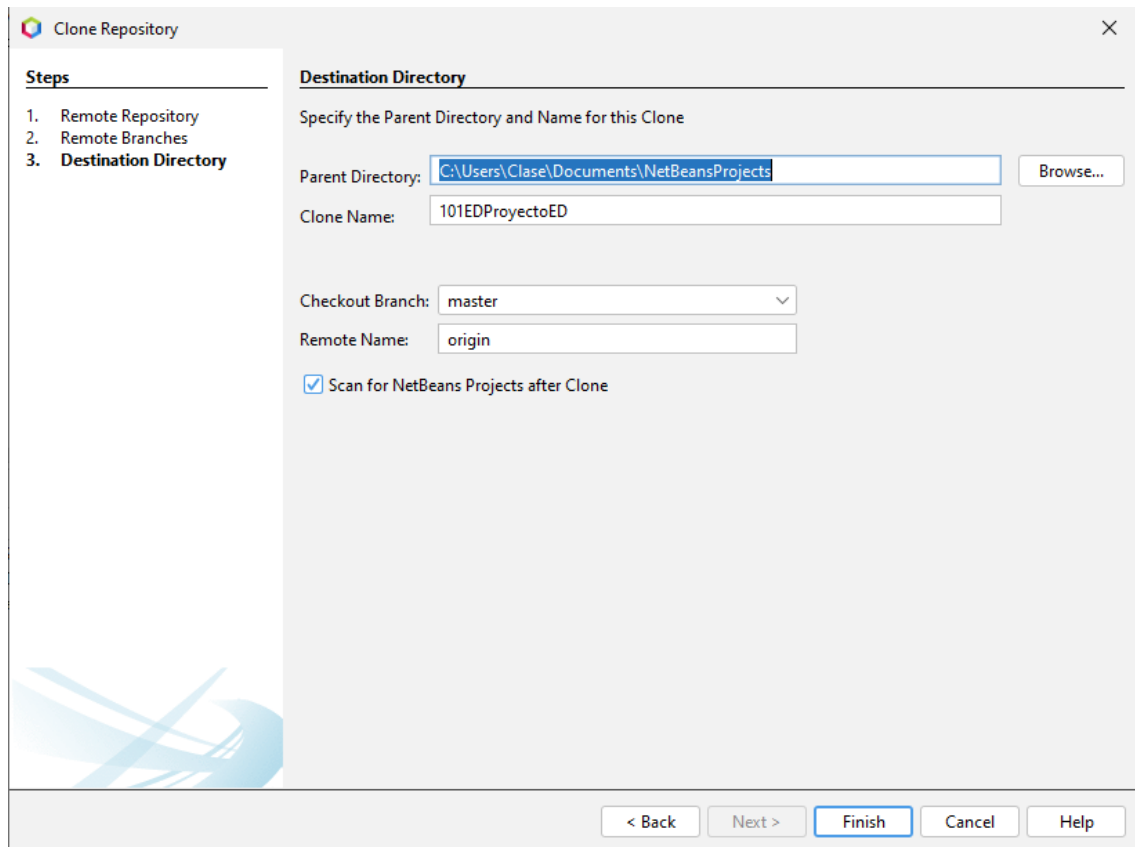 Clone Repository
Steps
1. Remote Repository
2. Remote Branches
3. Destination Directory
Destination Directory
Specify the Parent Directory and Name for this Clone
Parent Directory: C:\Users\Clase\Documents\NetBeansProjects Browse...
Clone Name: 101EDProyectoED
Checkout Branch: master
Remote Name: origin
Scan for NetBeans Projects after Clone
< Back Next > Finish Cancel Help